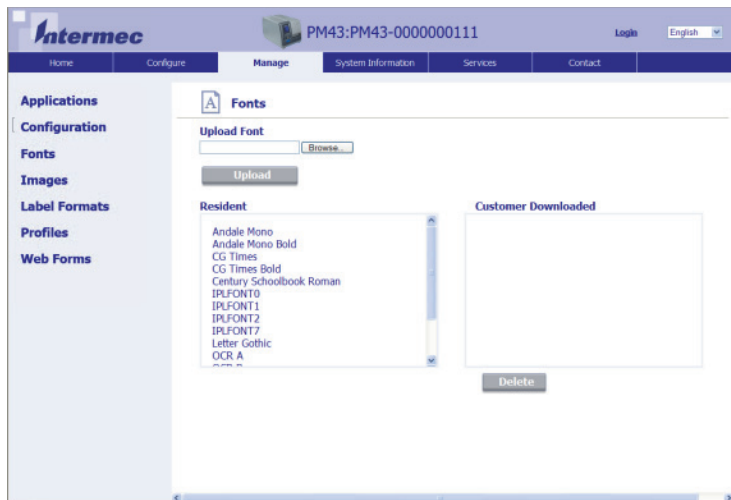 Intermec
PM43:PM43-0000000111
Login
English
Home
Configure
Manage
System Information
Services
Contact
Applications
Configuration
Fonts
Images
Label Formats
Profiles
Web Forms
A
Fonts
Upload Font
Browse...
Upload
Resident
Andale Mono
Andale Mono Bold
CG Times
CG Times Bold
Century Schoolbook Roman
IPLFONT0
IPLFONT1
IPLFONT2
IPLFONT7
Letter Gothic
OCR A
Customer Downloaded
Delete